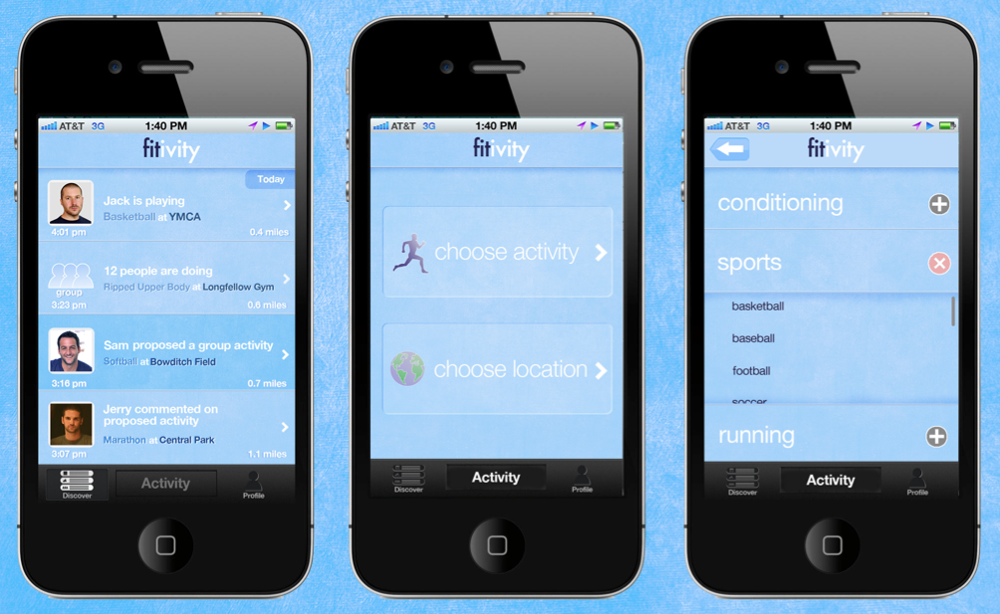 AT&T 3G 1:40 PM
fitivity
Today
Jack is playing
Basketball at YMCA
4:01 pm 0.4 miles
12 people are doing
Ripped Upper Body at Longfellow Gym
group
3:23 pm 0.6 miles
Sam proposed a group activity
Softball at Bowditch Field
3:16 pm 0.7 miles
Jerry commented on
proposed activity
Marathon at Central Park
3:07 pm 1.1 miles
Discover Activity Profile
AT&T 3G 1:40 PM
fitivity
choose activity
choose location
Discover Activity Profile
AT&T 3G 1:40 PM
fitivity
conditioning
sports
basketball
baseball
football
soccer
running
Discover Activity Profile